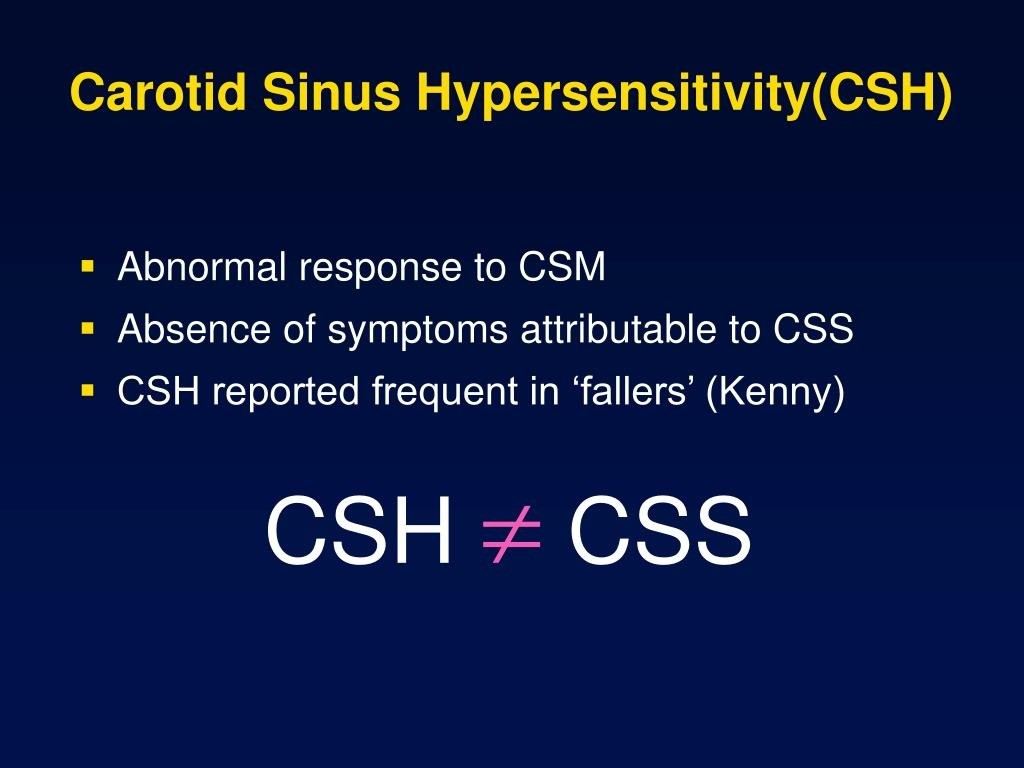 Carotid Sinus Hypersensitivity(CSH)
▪ Abnormal response to CSM
▪ Absence of symptoms attributable to CSS
▪ CSH reported frequent in ‘fallers’ (Kenny)
CSH ≠ CSS